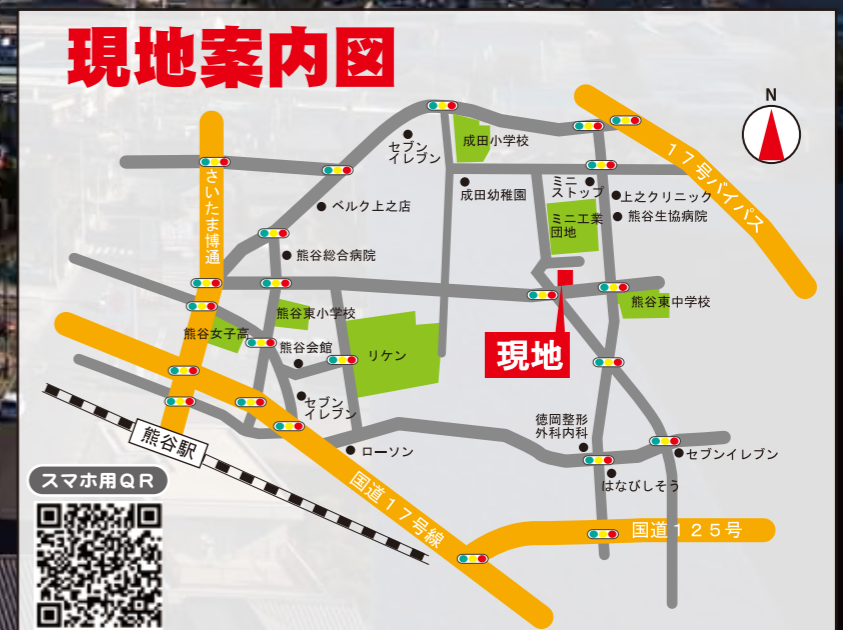 現地案内図
N
セブン
イレブン
成田小学校
17号バイパス
さいたま博通
ベルク上之店
成田幼稚園
ミニ
ストップ
上之クリニック
ミニ工業
団地
熊谷生協病院
熊谷総合病院
熊谷東小学校
熊谷東中学校
熊谷女子高
熊谷会館
リケン
現地
セブン
イレブン
徳岡整形
外科内科
熊谷駅
ローソン
セブンイレブン
スマホ用QR
はなびしそう
国道17号線
国道125号